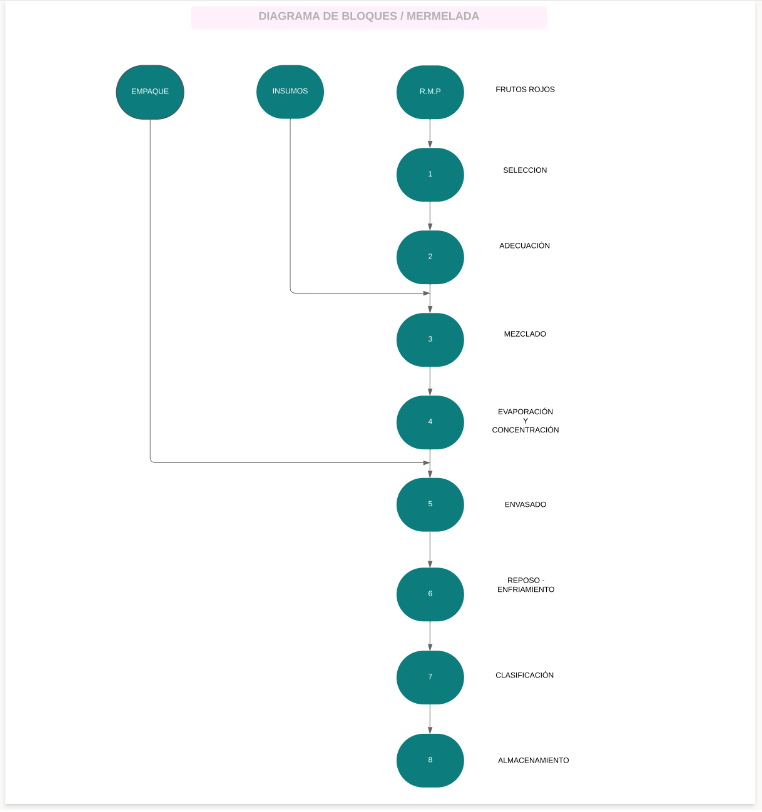 DIAGRAMA DE BLOQUES / MERMELADA
EMPAQUE
INSUMOS
R.M.P
FRUTOS ROJOS
1
SELECCION
2
ADECUACIÓN
3
MEZCLADO
4
EVAPORACIÓN
Y
CONCENTRACIÓN
5
ENVASADO
6
REPOSO -
ENFRIAMIENTO
7
CLASIFICACIÓN
8
ALMACENAMIENTO